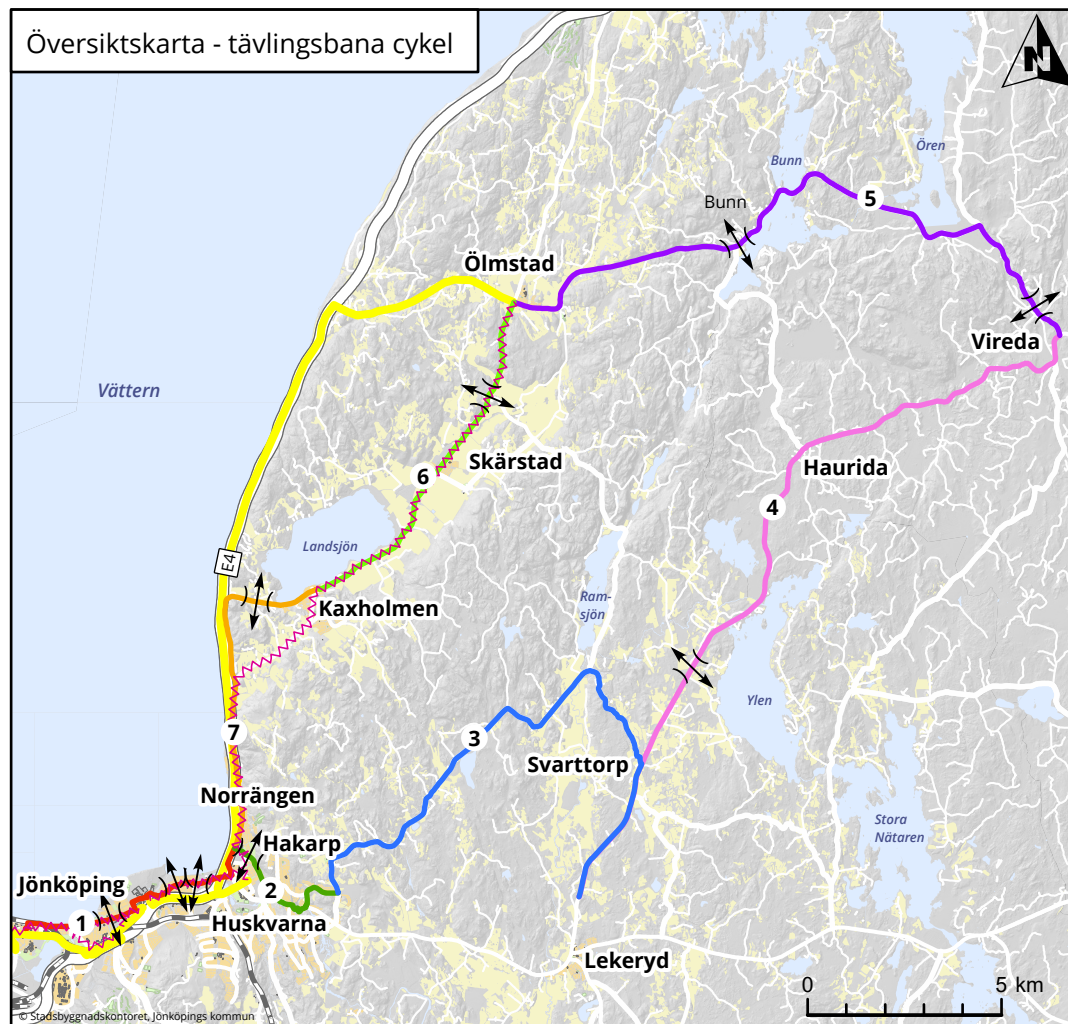 Översiktskarta - tävlingsbana cykel
N
Ören
Bunn
5
Bunn
Ölmstad
Vireda
Vättern
Skärstad
Haurida
6
4
Landsjön
E4
Ram-
sjön
Kaxholmen
Ylen
7
3
Svarttorp
Norrängen
Stora
Nätaren
Hakarp
Jönköping
2
1
Huskvarna
Lekeryd
0
5 km
© Stadsbyggnadskontoret, Jönköpings kommun